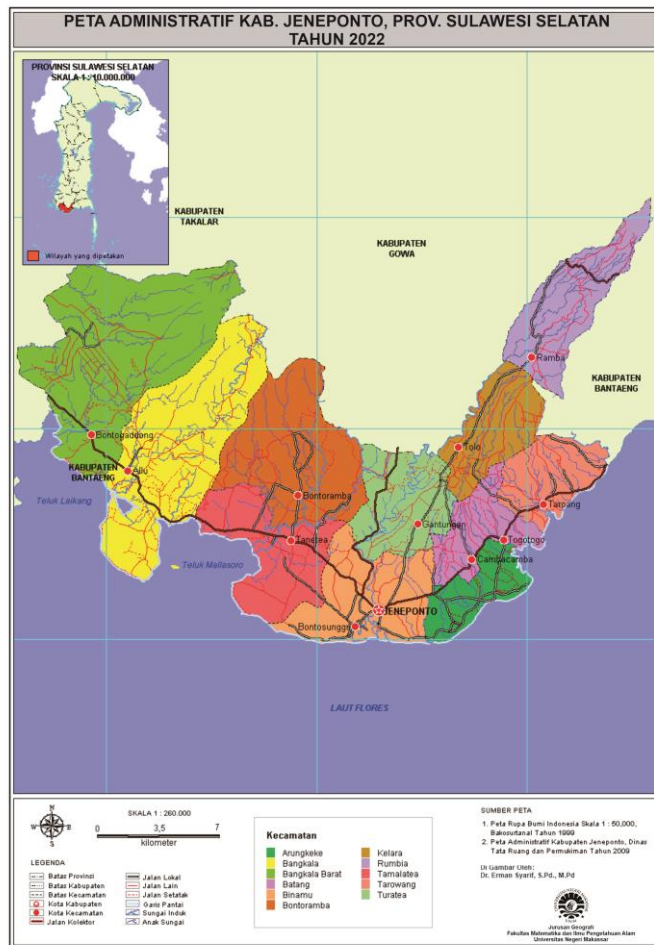 PETA ADMINISTRATIF KAB. JENEPONTO, PROV. SULAWESI SELATAN
TAHUN 2022
PROVINSI SULAWESI SELATAN
SKALA 1 : 10.000.000
Wilayah yang dipetakan
KABUPATEN
TAKALAR
KABUPATEN
GOWA
KABUPATEN
BANTAENG
Ramba
Bontogaddong
KABUPATEN
BANTAENG
Allu
Tolo
Teluk Laikang
Bontoramba
Tarpang
Gantungan
Tanetea
Togotogo
Teluk Mallasoro
Cambacamba
JENEPONTO
Bontosunggu
LAUT FLORES
N
W
E
S
SKALA 1 : 260.000
0 3,5 7
kilometer
LEGENDA
Batas Provinsi
Batas Kabupaten
Batas Kecamatan
Kota Kabupaten
Kota Kecamatan
Jalan Kolektor
Jalan Lokal
Jalan Lain
Jalan Setatak
Garis Pantai
Sungai Induk
Anak Sungai
Kecamatan
Arungkeke
Bangkala
Bangkala Barat
Batang
Binamu
Bontoramba
Kelara
Rumbia
Tamalatea
Tarowang
Turatea
SUMBER PETA
1. Peta Rupa Bumi Indonesia Skala 1 : 50,000,
Bakosurtanal Tahun 1999
2. Peta Administratif Kabupaten Jeneponto, Dinas
Tata Ruang dan Permukiman Tahun 2009
Di Gambar Oleh:
Dr. Erman Syarif, S.Pd., M.Pd
Jurusan Geografi
Fakultas Matematika dan Ilmu Pengetahuan Alam
Universitas Negeri Makassar